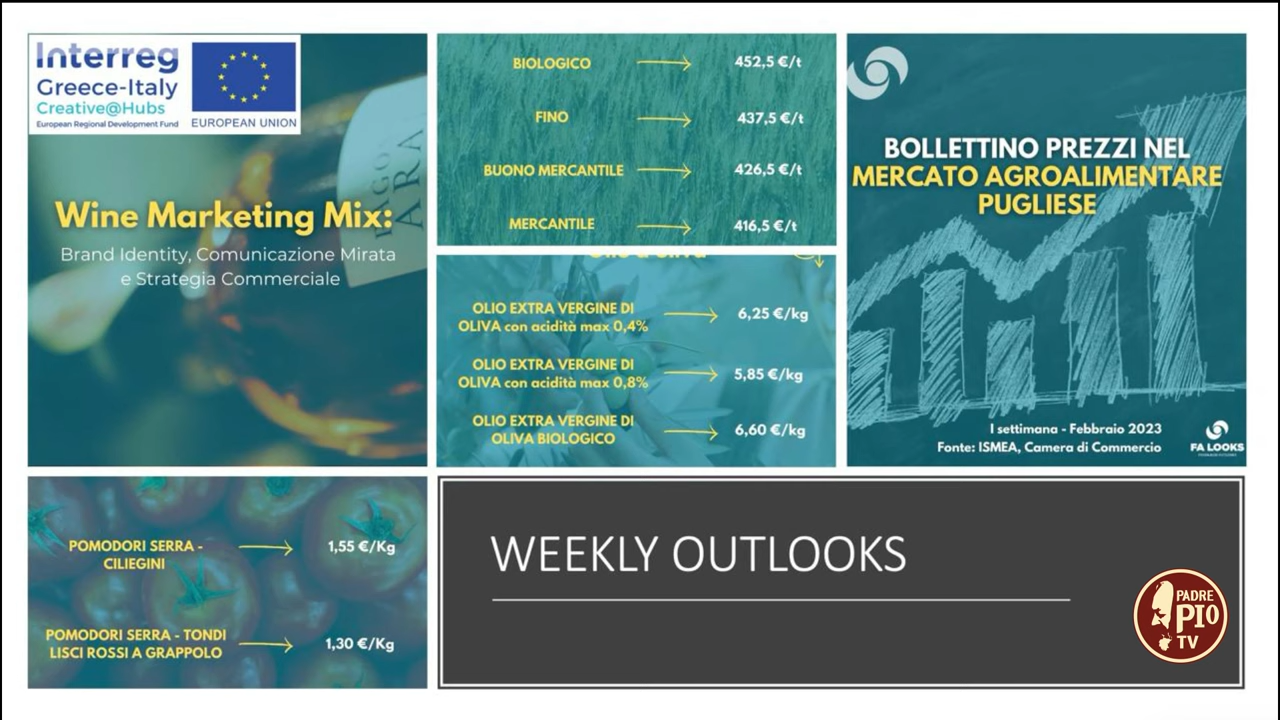 Interreg
Greece-Italy
Creative@Hubs
European Regional Development Fund
EUROPEAN UNION
Wine Marketing Mix:
Brand Identity, Comunicazione Mirata
e Strategia Commerciale
BIOLOGICO 452,5 €/t
FINO 437,5 €/t
BUONO MERCANTILE 426,5 €/t
MERCANTILE 416,5 €/t
OLIO EXTRA VERGINE DI
OLIVA con acidità max 0,4% 6,25 €/kg
OLIO EXTRA VERGINE DI
OLIVA con acidità max 0,8% 5,85 €/kg
OLIO EXTRA VERGINE DI
OLIVA BIOLOGICO 6,60 €/kg
BOLLETTINO PREZZI NEL
MERCATO AGROALIMENTARE
PUGLIESE
I settimana - Febbraio 2023
Fonte: ISMEA, Camera di Commercio
FA LOOKS
POMODORI SERRA - 1,55 €/Kg
CILIEGINI
POMODORI SERRA - TONDI
LISCI ROSSI A GRAPPOLO 1,30 €/Kg
WEEKLY OUTLOOKS
PADRE
PIO
TV